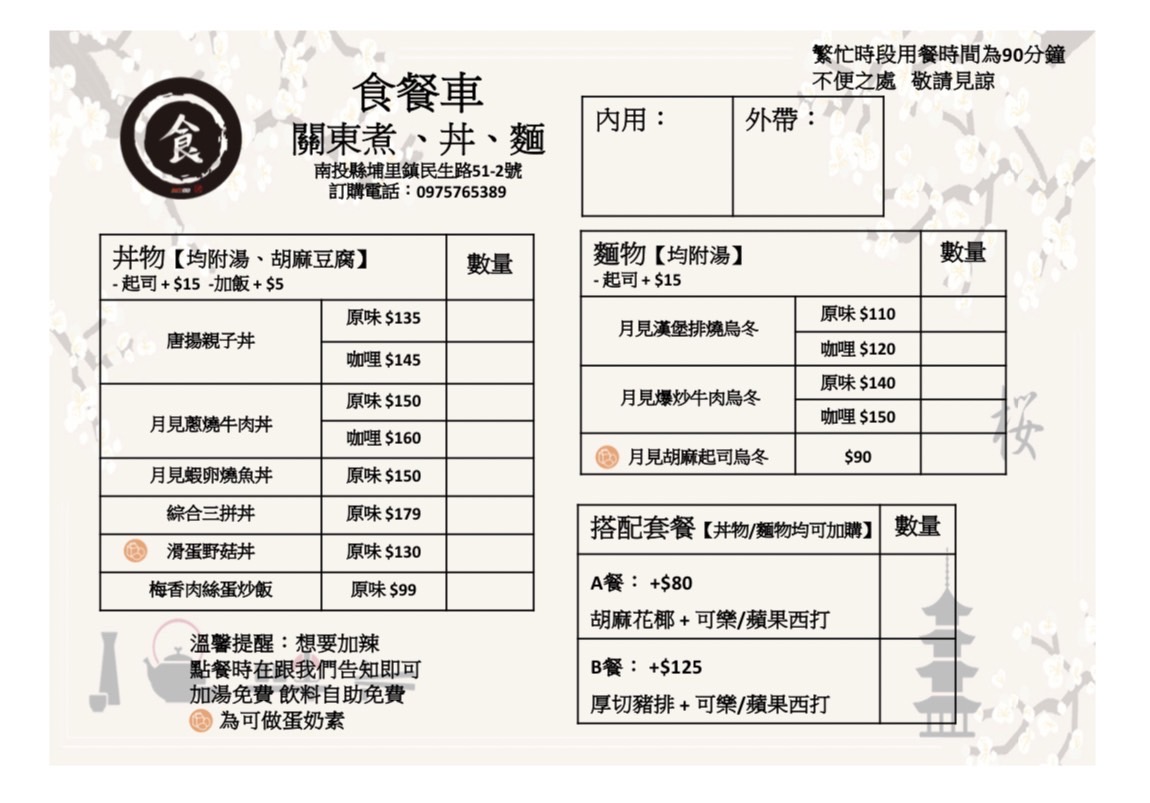 繁忙時段用餐時間為90分鐘
不便之處 敬請見諒
食
食餐車
關東煮、丼、麵
南投縣埔里鎮民生路51-2號
訂購電話：0975765389
內用：
外帶：
丼物【均附湯、胡麻豆腐】
- 起司 + $15 -加飯 + $5
數量
唐揚親子丼
原味 $135
咖哩 $145
月見蔥燒牛肉丼
原味 $150
咖哩 $160
月見蝦卵燒魚丼
原味 $150
綜合三拼丼
原味 $179
滑蛋野菇丼
原味 $130
梅香肉絲蛋炒飯
原味 $99
溫馨提醒：想要加辣
點餐時在跟我們告知即可
加湯免費 飲料自助免費
為可做蛋奶素
麵物【均附湯】
- 起司 + $15
數量
月見漢堡排燒烏冬
原味 $110
咖哩 $120
月見爆炒牛肉烏冬
原味 $140
咖哩 $150
月見胡麻起司烏冬
$90
桜
搭配套餐【丼物/麵物均可加購】
數量
A餐： +$80
胡麻花椰 + 可樂/蘋果西打
B餐： +$125
厚切豬排 + 可樂/蘋果西打